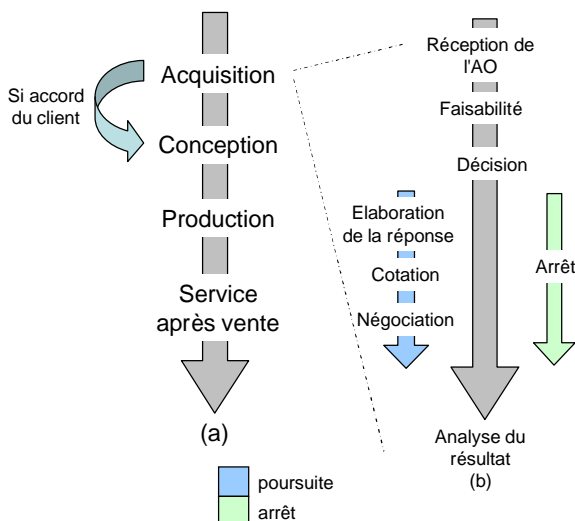 Acquisition
Si accord
du client
Conception
Production
Service
après vente
(a)
Réception de
l'AO
Faisabilité
Décision
Elaboration
de la réponse
Cotation
Négociation
Arrêt
Analyse du
résultat
(b)
poursuite
arrêt